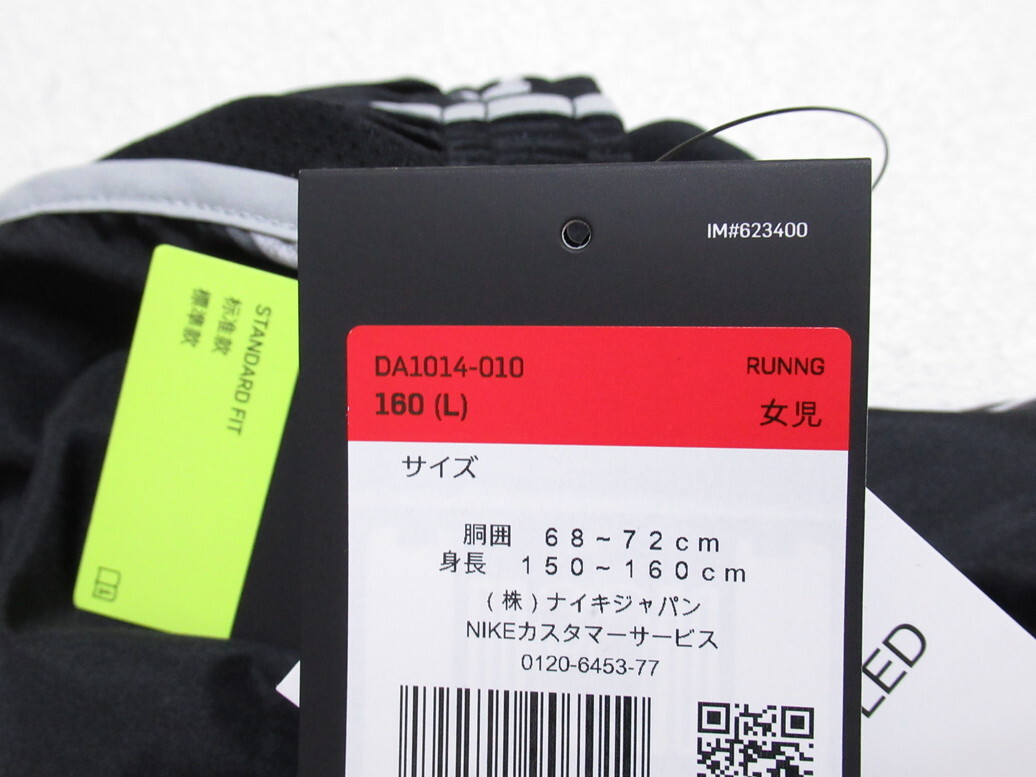 IM#623400
DA1014-010
RUNNG
160 (L)
女児
サイズ
胴囲 68~72cm
身長 150~160cm
(株)ナイキジャパン
NIKEカスタマーサービス
0120-6453-77
STANDARD FIT
标准款
標準款
LED